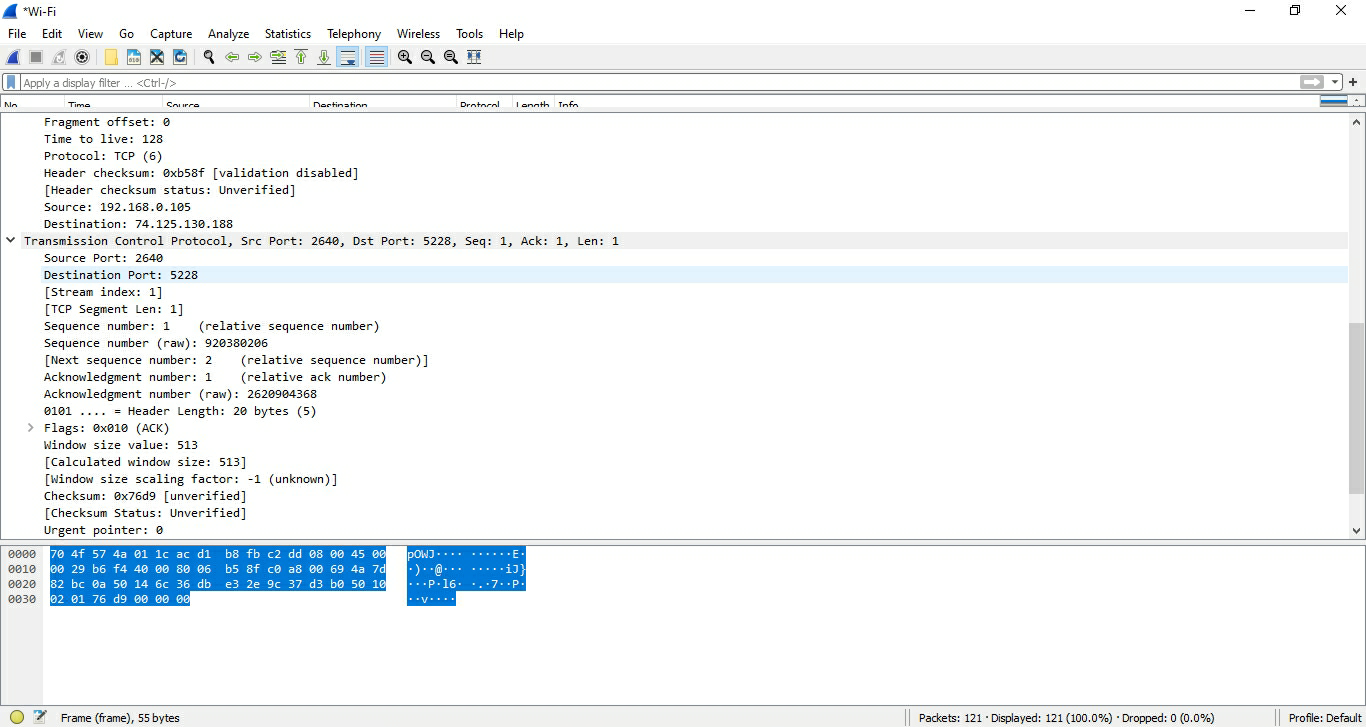 *Wi-Fi
File Edit View Go Capture Analyze Statistics Telephony Wireless Tools Help
Apply a display filter ... <Ctrl-/>
No. Time Source Destination Protocol Length Info
Fragment offset: 0
Time to live: 128
Protocol: TCP (6)
Header checksum: 0xb58f [validation disabled]
[Header checksum status: Unverified]
Source: 192.168.0.105
Destination: 74.125.130.188
Transmission Control Protocol, Src Port: 2640, Dst Port: 5228, Seq: 1, Ack: 1, Len: 1
Source Port: 2640
Destination Port: 5228
[Stream index: 1]
[TCP Segment Len: 1]
Sequence number: 1 (relative sequence number)
Sequence number (raw): 920380206
[Next sequence number: 2 (relative sequence number)]
Acknowledgment number: 1 (relative ack number)
Acknowledgment number (raw): 2620904368
0101 .... = Header Length: 20 bytes (5)
Flags: 0x010 (ACK)
Window size value: 513
[Calculated window size: 513]
[Window size scaling factor: -1 (unknown)]
Checksum: 0x76d9 [unverified]
[Checksum Status: Unverified]
Urgent pointer: 0
0000 70 4f 57 4a 01 1c ac d1 b8 fb c2 dd 08 00 45 00 pOWJ···· ······E·
0010 00 29 b6 f4 40 00 80 06 b5 8f c0 a8 00 69 4a 7d ·)··@··· ·····iJ}
0020 82 bc 0a 50 14 6c 36 db e3 2e 9c 37 d3 b0 50 10 ···P·l6· ·.·7··P·
0030 02 01 76 d9 00 00 00 ··v····
Frame (frame), 55 bytes
Packets: 121 · Displayed: 121 (100.0%) · Dropped: 0 (0.0%)
Profile: Default